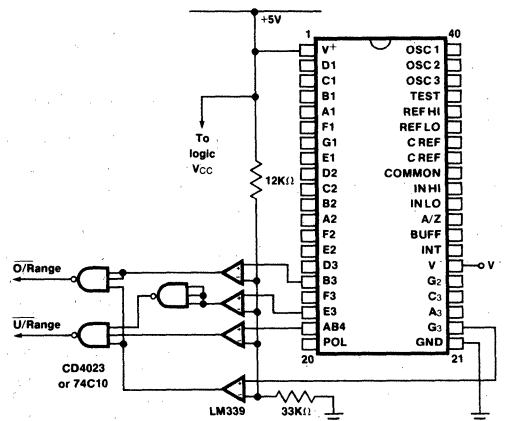 +5V
1
40
V+
OSC 1
D1
OSC 2
C1
OSC 3
B1
TEST
A1
REF HI
F1
REF LO
G1
C REF
E1
C REF
D2
COMMON
C2
IN HI
B2
IN LO
A2
A/Z
F2
BUFF
E2
INT
D3
V
V
B3
G2
F3
C3
E3
A3
AB4
G3
POL
GND
20
21
To
logic
VCC
12KΩ
O/Range
U/Range
CD4023
or 74C10
LM339
33KΩ